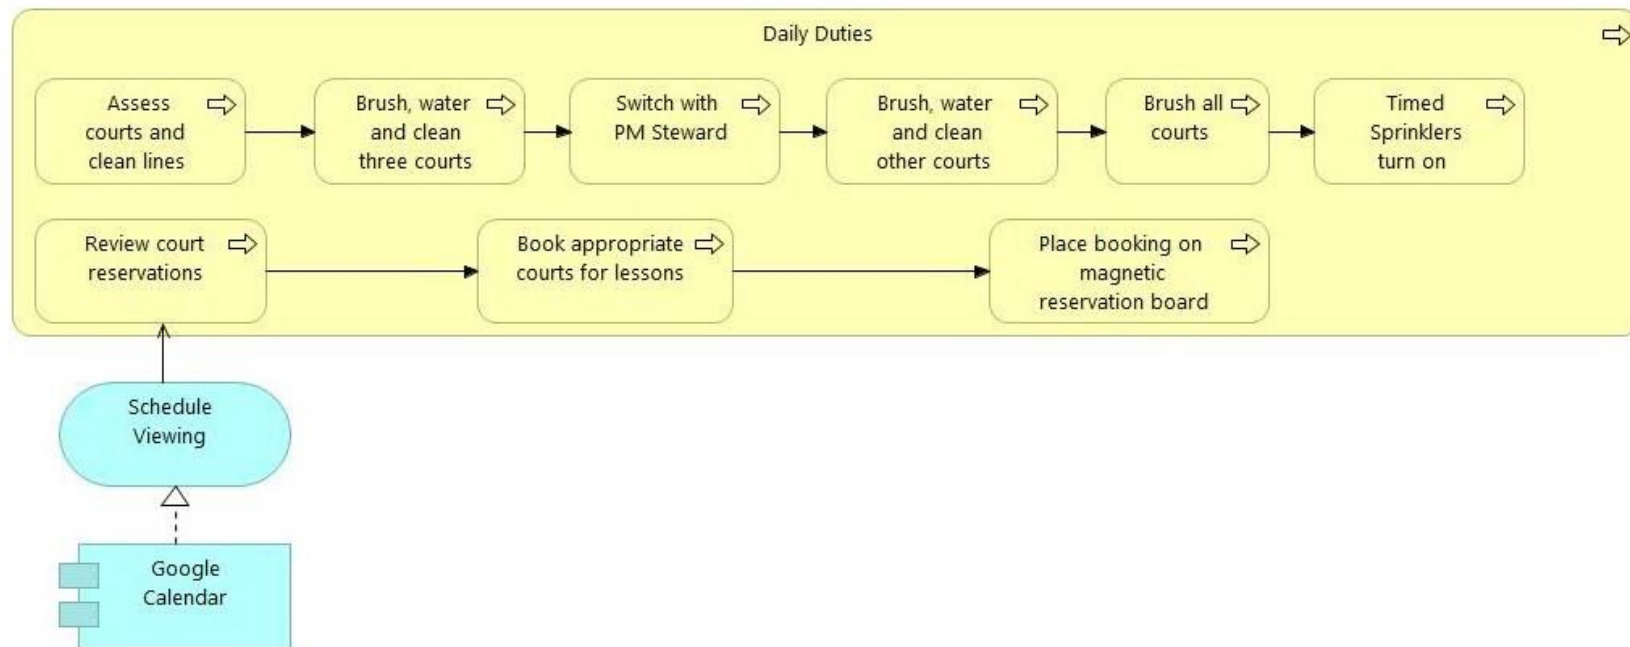 Daily Duties
Assess
courts and
clean lines
Brush, water
and clean
three courts
Switch with
PM Steward
Brush, water
and clean
other courts
Brush all
courts
Timed
Sprinklers
turn on
Review court
reservations
Book appropriate
courts for lessons
Place booking on
magnetic
reservation board
Schedule
Viewing
Google
Calendar